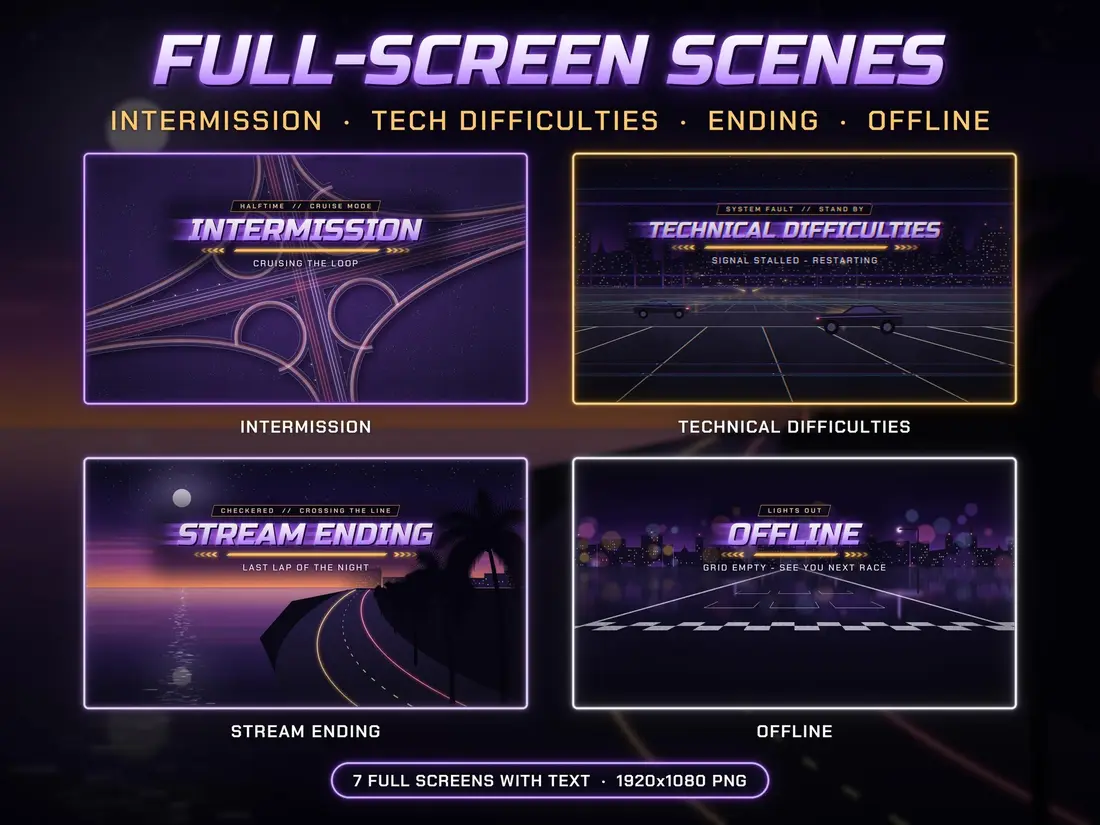 FULL-SCREEN SCENES
INTERMISSION · TECH DIFFICULTIES · ENDING · OFFLINE
HALFTIME // CRUISE MODE
INTERMISSION
CRUISING THE LOOP
INTERMISSION
SYSTEM FAULT // STAND BY
TECHNICAL DIFFICULTIES
SIGNAL STALLED - RESTARTING
TECHNICAL DIFFICULTIES
CHECKERED // CROSSING THE LINE
STREAM ENDING
LAST LAP OF THE NIGHT
STREAM ENDING
LIGHTS OUT
OFFLINE
GRID EMPTY - SEE YOU NEXT RACE
OFFLINE
7 FULL SCREENS WITH TEXT · 1920x1080 PNG